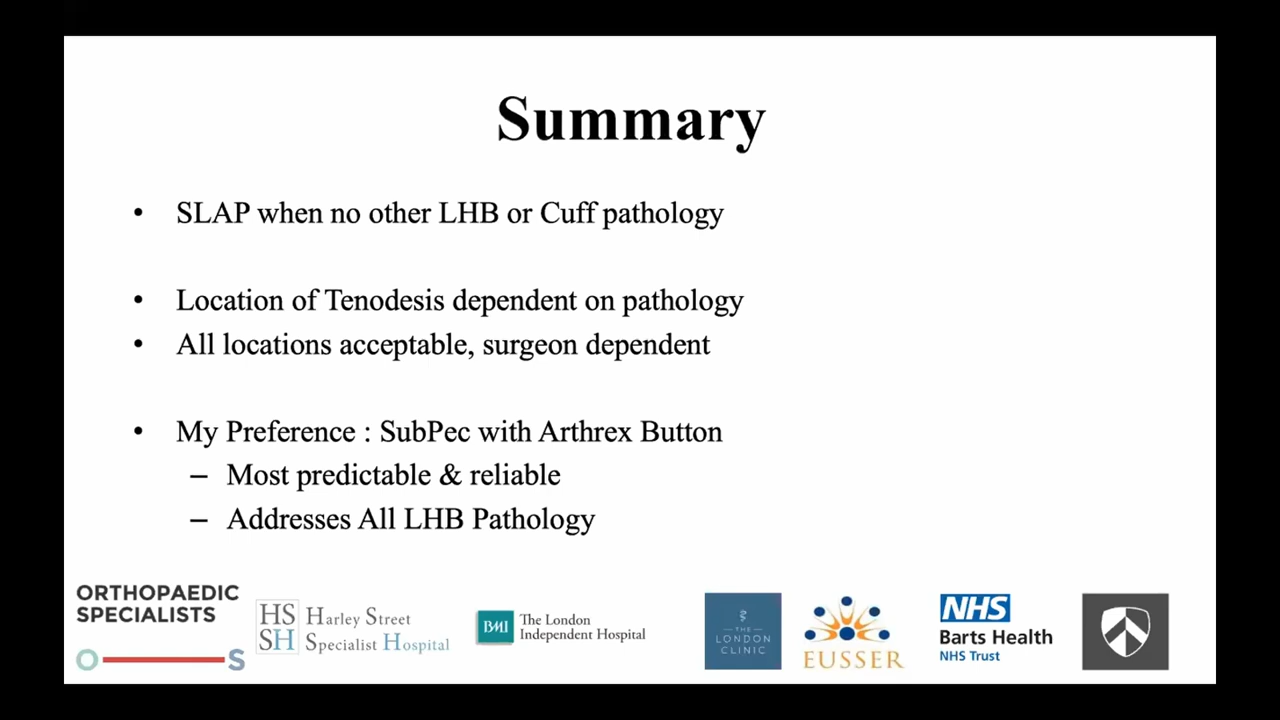 Summary
• SLAP when no other LHB or Cuff pathology
• Location of Tenodesis dependent on pathology
• All locations acceptable, surgeon dependent
• My Preference : SubPec with Arthrex Button
– Most predictable & reliable
– Addresses All LHB Pathology
ORTHOPAEDIC
SPECIALISTS
O S
HS
SH
Harley Street
Specialist Hospital
BMI
The London
Independent Hospital
THE
LONDON
CLINIC
EUSSER
NHS
Barts Health
NHS Trust